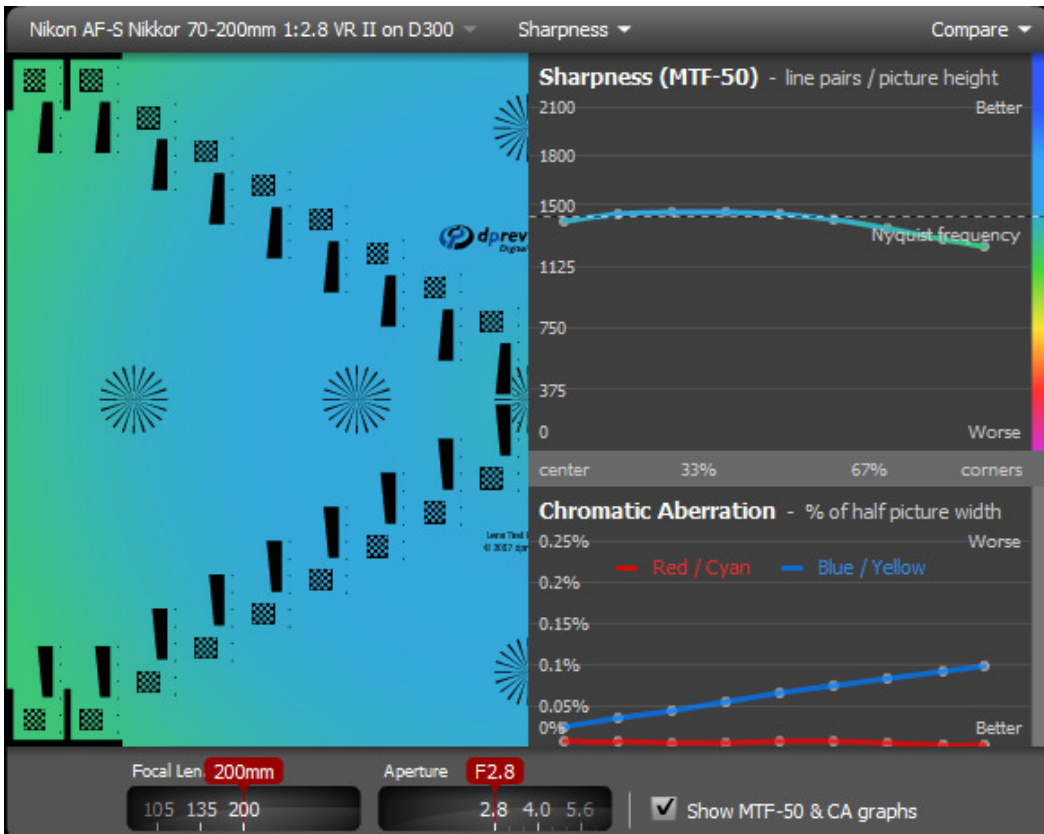 Nikon AF-S Nikkor 70-200mm 1:2.8 VR II on D300
Sharpness
Compare
Sharpness (MTF-50) - line pairs / picture height
2100
Better
1800
1500
Nyquist frequency
1125
750
375
0
Worse
center 33% 67% corners
dprev
Digital
Chromatic Aberration - % of half picture width
0.25%
Worse
Red / Cyan
Blue / Yellow
0.2%
0.15%
0.1%
0.05%
0%
Better
© 2007 dpr
Focal Len
200mm
Aperture
F2.8
105 135 200
2.8 4.0 5.6
Show MTF-50 & CA graphs